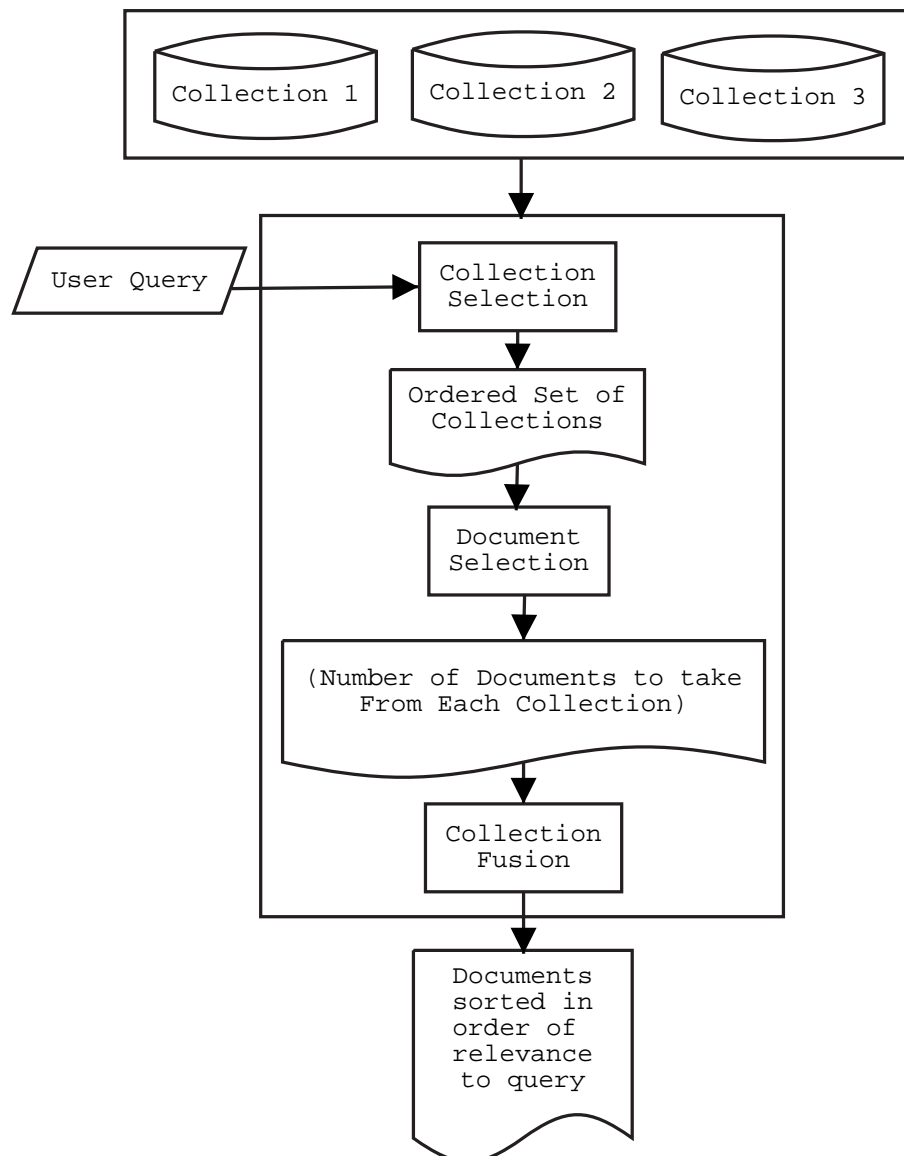 Collection 1
Collection 2
Collection 3
User Query
Collection
Selection
Ordered Set of
Collections
Document
Selection
(Number of Documents to take
From Each Collection)
Collection
Fusion
Documents
sorted in
order of
relevance
to query